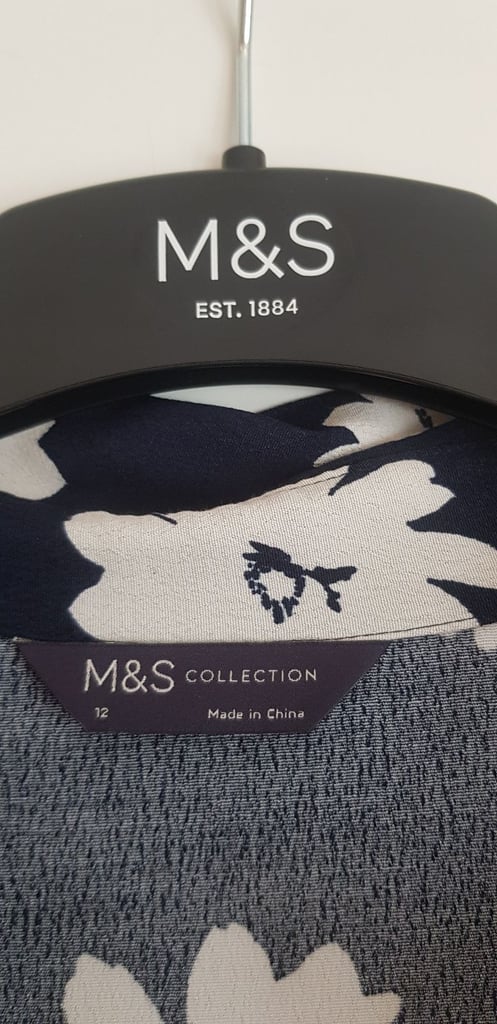 M&S
EST. 1884
M&S COLLECTION
12 Made in China